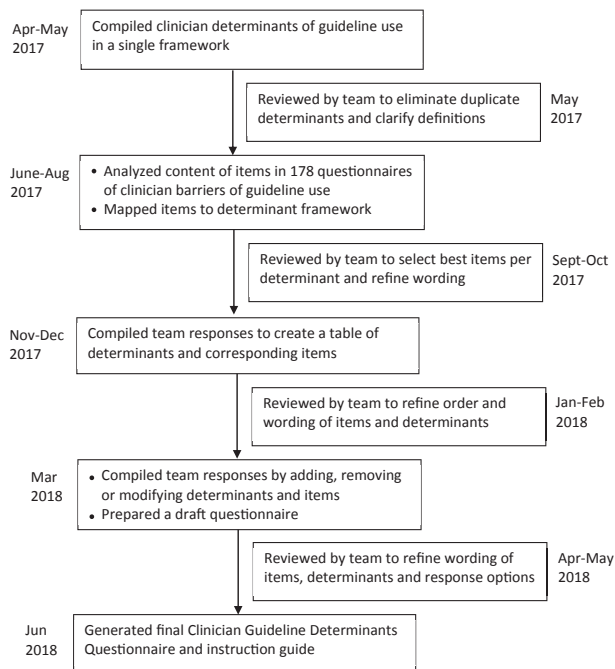 Apr-May
2017
Compiled clinician determinants of guideline use
in a single framework
Reviewed by team to eliminate duplicate
determinants and clarify definitions
May
2017
June-Aug
2017
• Analyzed content of items in 178 questionnaires
of clinician barriers of guideline use
• Mapped items to determinant framework
Reviewed by team to select best items per
determinant and refine wording
Sept-Oct
2017
Nov-Dec
2017
Compiled team responses to create a table of
determinants and corresponding items
Reviewed by team to refine order and
wording of items and determinants
Jan-Feb
2018
Mar
2018
• Compiled team responses by adding, removing
or modifying determinants and items
• Prepared a draft questionnaire
Reviewed by team to refine wording of
items, determinants and response options
Apr-May
2018
Jun
2018
Generated final Clinician Guideline Determinants
Questionnaire and instruction guide